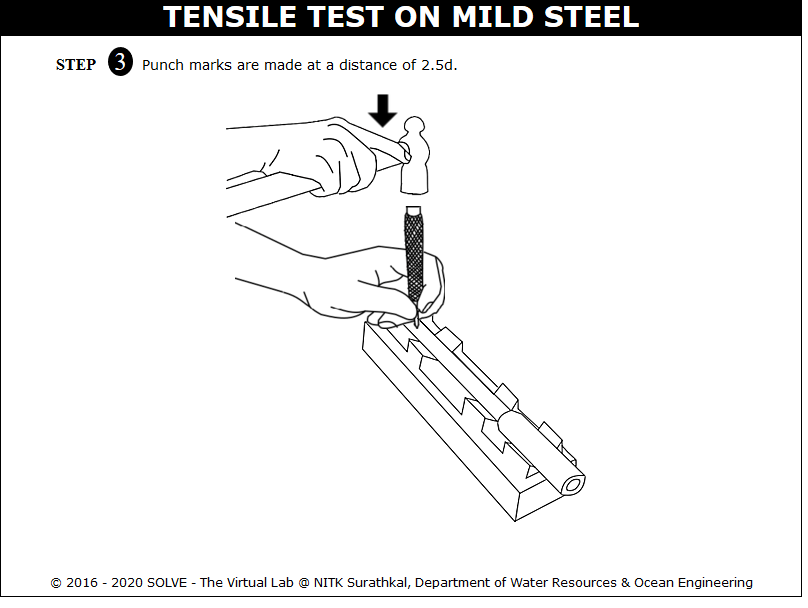 TENSILE TEST ON MILD STEEL
STEP 3 Punch marks are made at a distance of 2.5d.
© 2016 - 2020 SOLVE - The Virtual Lab @ NITK Surathkal, Department of Water Resources & Ocean Engineering